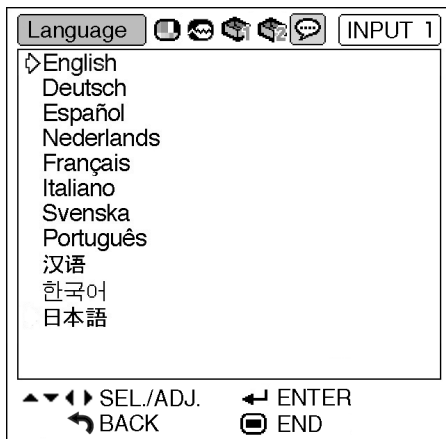 Language INPUT 1
English
Deutsch
Español
Nederlands
Français
Italiano
Svenska
Português
汉语
한국어
日本語
SEL./ADJ. ENTER
BACK END